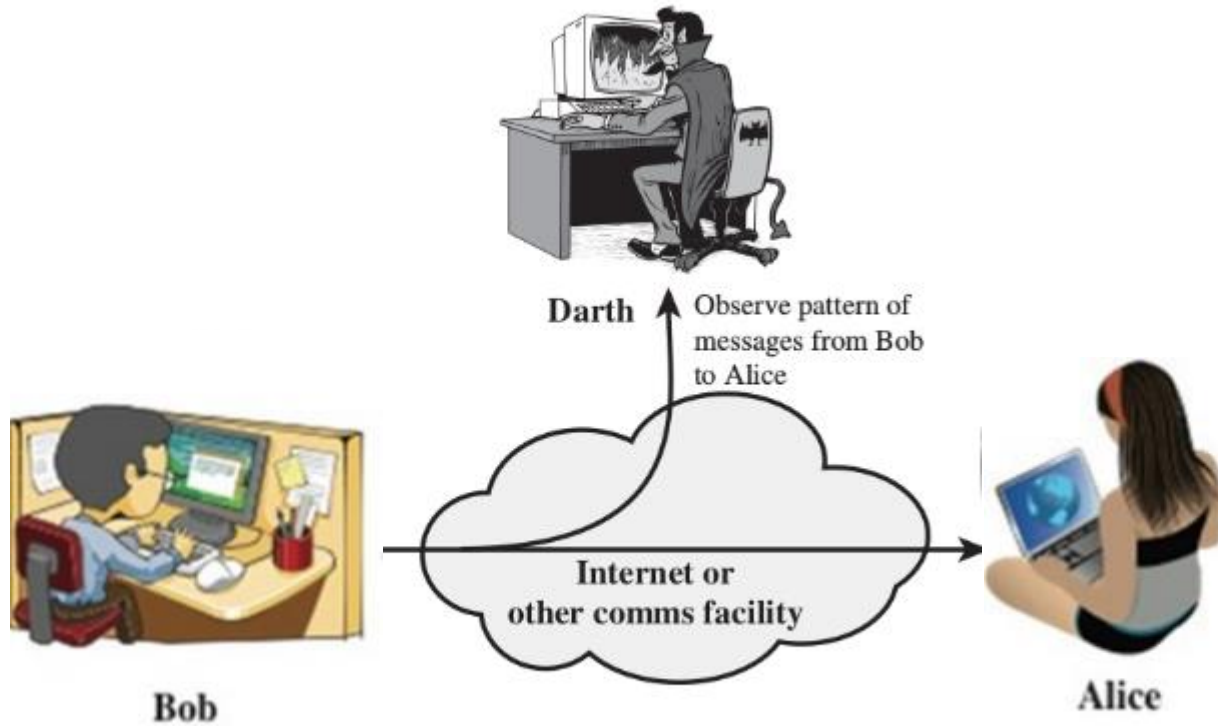 Darth
Observe pattern of
messages from Bob
to Alice
Internet or
other comms facility
Bob
Alice